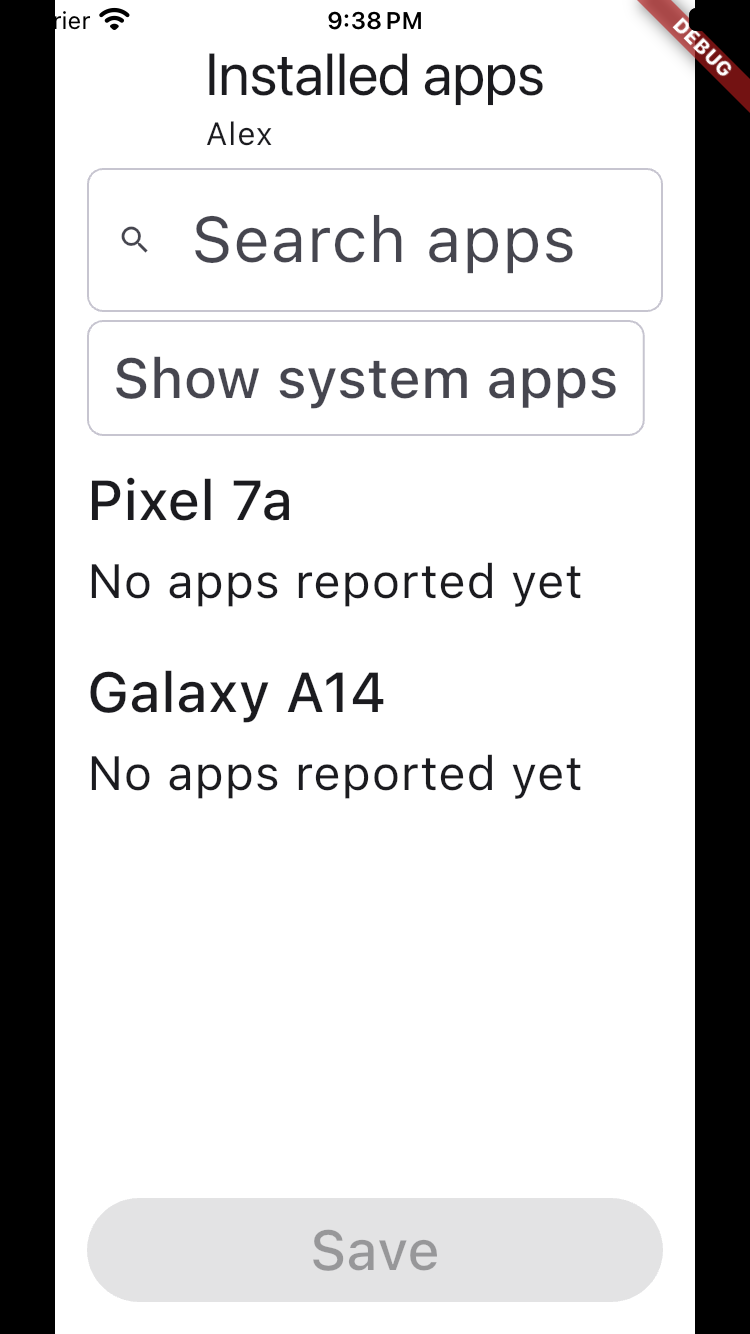 9:38 PM
DEBUG
Installed apps
Alex
Search apps
Show system apps
Pixel 7a
No apps reported yet
Galaxy A14
No apps reported yet
Save